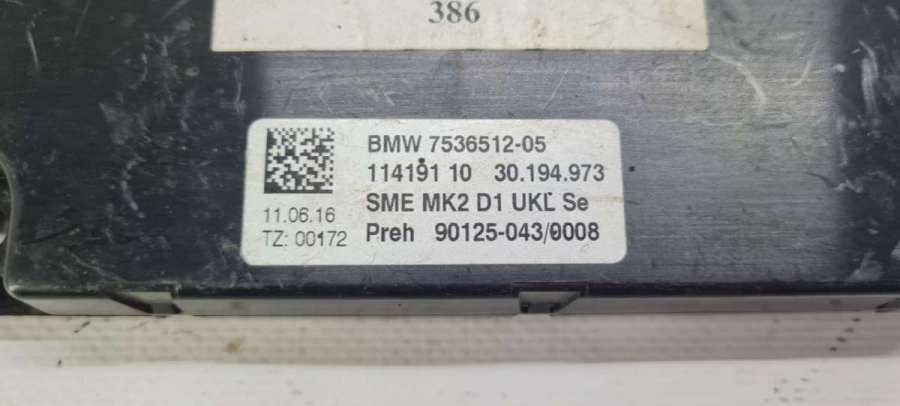 386
BMW 7536512-05
114191 10 30.194.973
SME MK2 D1 UKL Se
11.06.16
TZ: 00172
Preh 90125-043/0008